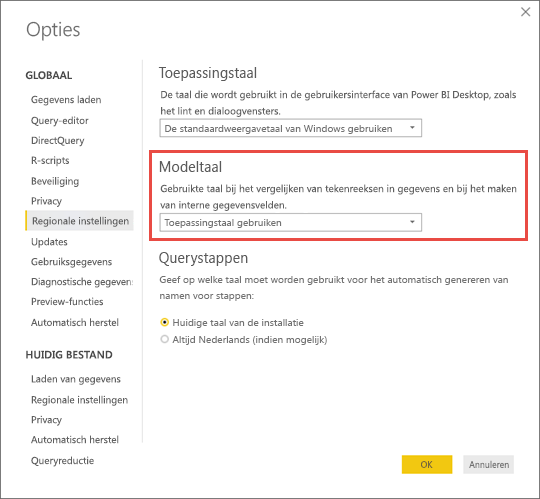 Opties
GLOBAAL
Gegevens laden
Query-editor
DirectQuery
R-scripts
Beveiliging
Privacy
Regionale instellingen
Updates
Gebruiksgegevens
Diagnostische gegeven
Preview-functies
Automatisch herstel
HUIDIG BESTAND
Laden van gegevens
Regionale instellingen
Privacy
Automatisch herstel
Queryreductie
Toepassingstaal
De taal die wordt gebruikt in de gebruikersinterface van Power BI Desktop, zoals
het lint en dialoogvensters.
De standaardweergavetaal van Windows gebruiken
Modeltaal
Gebruikte taal bij het vergelijken van tekenreeksen in gegevens en bij het maken
van interne gegevensvelden.
Toepassingstaal gebruiken
Querystappen
Geef op welke taal moet worden gebruikt voor het automatisch genereren van
namen voor stappen:
Huidige taal van de installatie
Altijd Nederlands (indien mogelijk)
OK
Annuleren